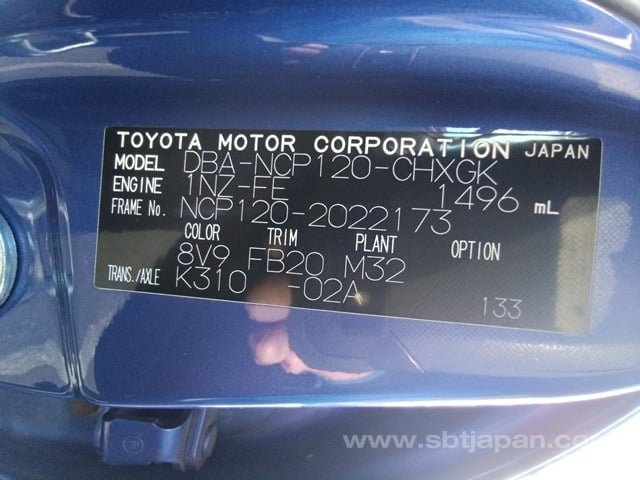 TOYOTA MOTOR CORPORATION JAPAN
MODEL DBA-NCP120-CHXGK
ENGINE 1NZ-FE 1496 mL
FRAME No. NCP120-2022173
COLOR TRIM PLANT OPTION
8V9 FB20 M32
TRANS./AXLE K310 -02A
133
www.sbtjapan.co